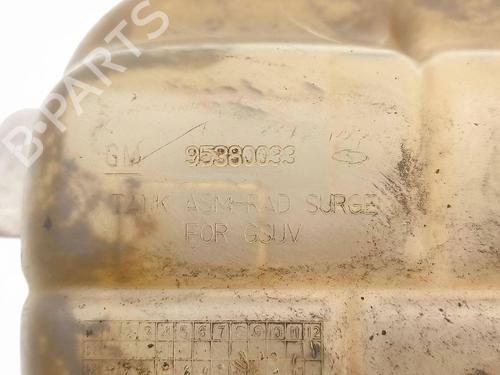 B-PARTS
GM 95380033
TANK ASM-RAD SURGE
FOR GSUV
1 2 3 4 5 6 7 8 9 10 11 12